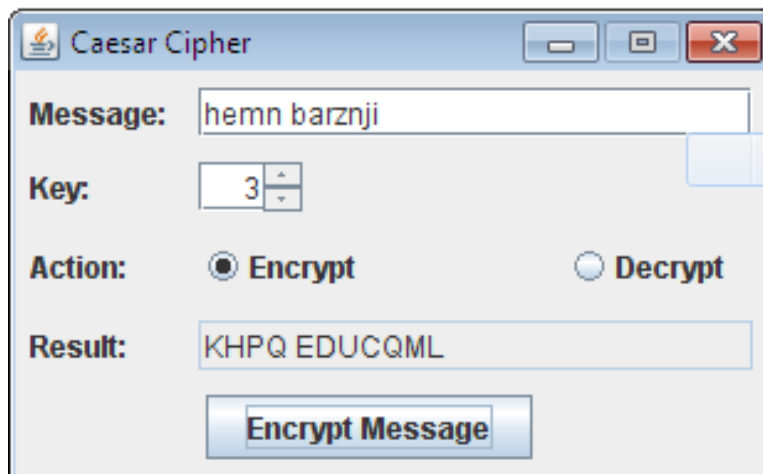 Caesar Cipher
Message: hemn barznji
Key: 3
Action: Encrypt Decrypt
Result: KHPQ EDUCQML
Encrypt Message